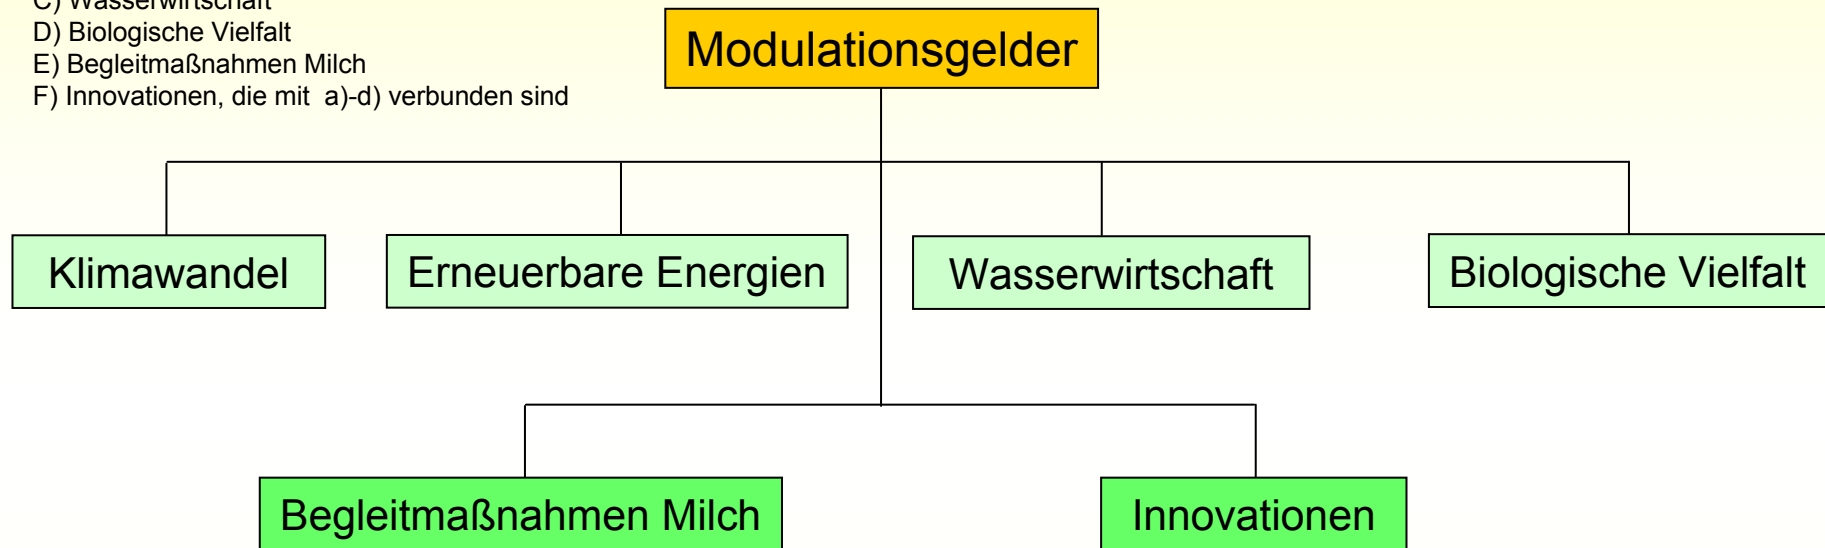 C) Wasserwirtschaft
D) Biologische Vielfalt
E) Begleitmaßnahmen Milch
F) Innovationen, die mit a)-d) verbunden sind
Modulationsgelder
Klimawandel
Erneuerbare Energien
Wasserwirtschaft
Biologische Vielfalt
Begleitmaßnahmen Milch
Innovationen